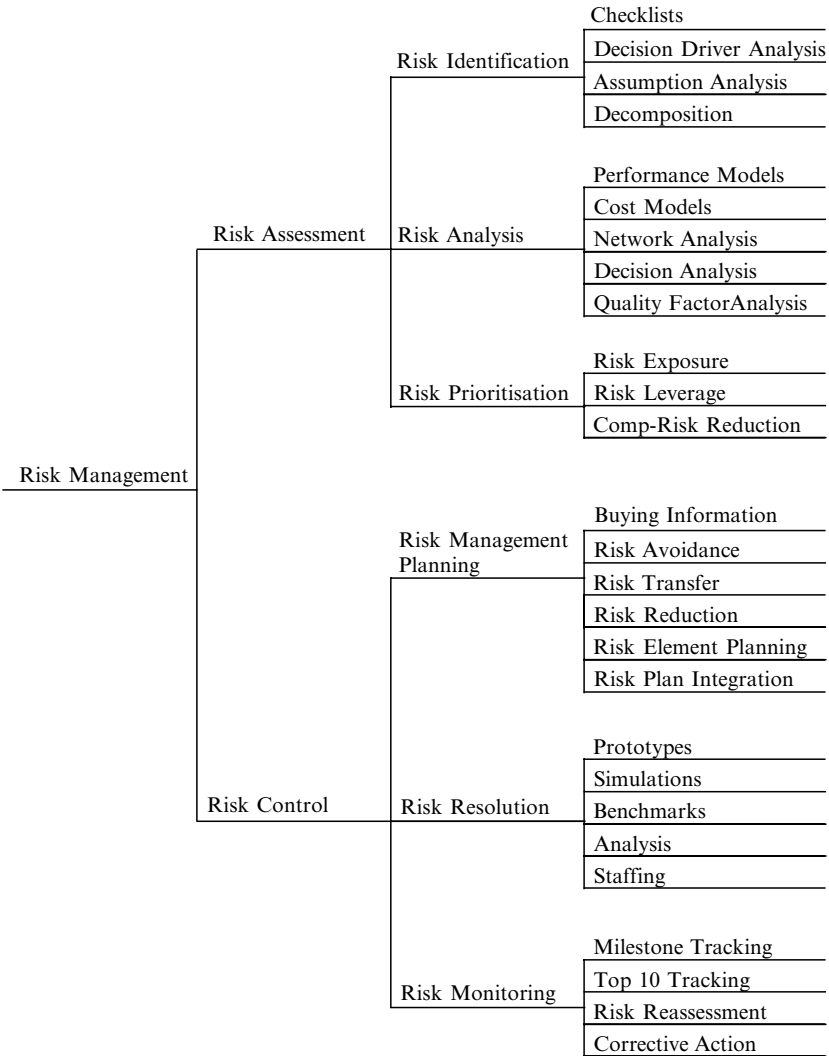 Checklists
Risk Identification
Decision Driver Analysis
Assumption Analysis
Decomposition
Performance Models
Cost Models
Risk Assessment
Risk Analysis
Network Analysis
Decision Analysis
Quality FactorAnalysis
Risk Exposure
Risk Prioritisation
Risk Leverage
Comp-Risk Reduction
Risk Management
Buying Information
Risk Management
Planning
Risk Avoidance
Risk Transfer
Risk Reduction
Risk Element Planning
Risk Plan Integration
Prototypes
Simulations
Risk Control
Risk Resolution
Benchmarks
Analysis
Staffing
Milestone Tracking
Top 10 Tracking
Risk Monitoring
Risk Reassessment
Corrective Action